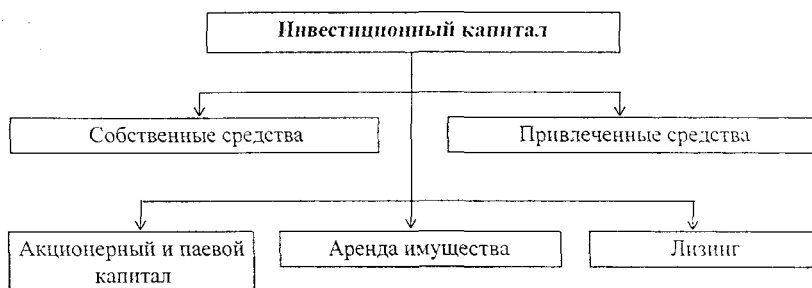 Инвестиционный капитал
Собственные средства
Привлеченные средства
Акционерный и паевой
капитал
Аренда имущества
Лизинг